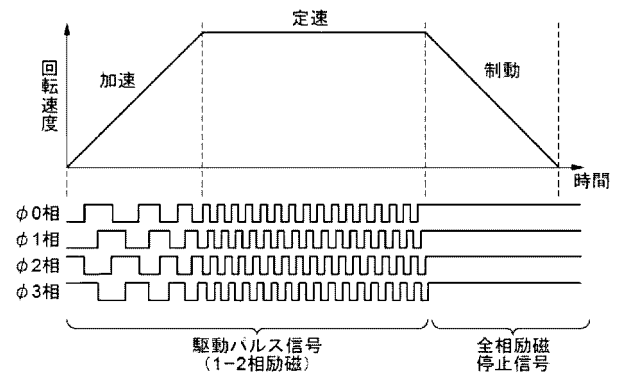 定速
加速
制動
回転速度
時間
φ0相
φ1相
φ2相
φ3相
駆動パルス信号
(1-2相励磁)
全相励磁
停止信号